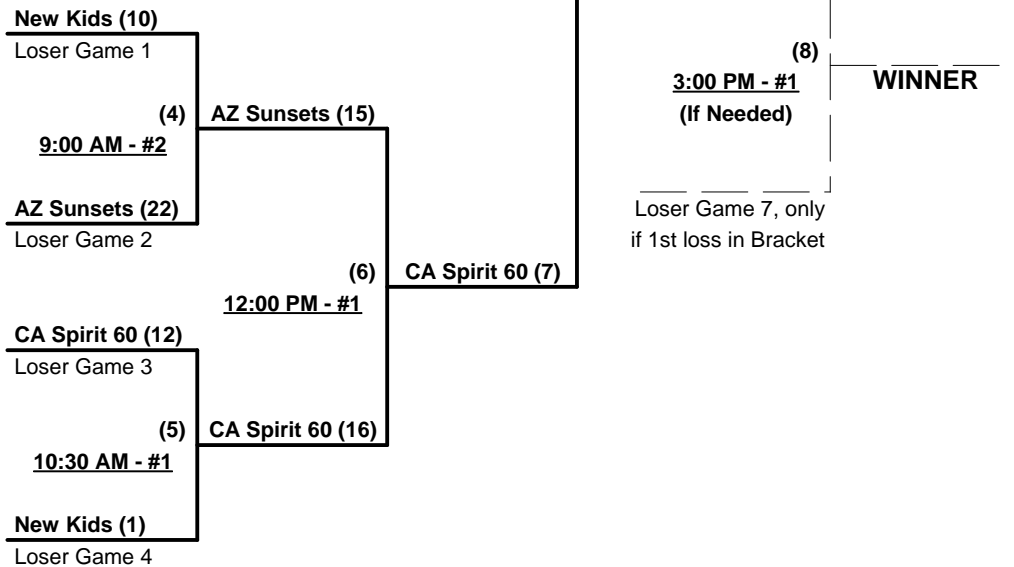 New Kids (10)
Loser Game 1
(8)
3:00 PM - #1
WINNER
(If Needed)
(4)
AZ Sunsets (15)
9:00 AM - #2
AZ Sunsets (22)
Loser Game 2
Loser Game 7, only
if 1st loss in Bracket
(6)
CA Spirit 60 (7)
12:00 PM - #1
CA Spirit 60 (12)
Loser Game 3
(5)
CA Spirit 60 (16)
10:30 AM - #1
New Kids (1)
Loser Game 4